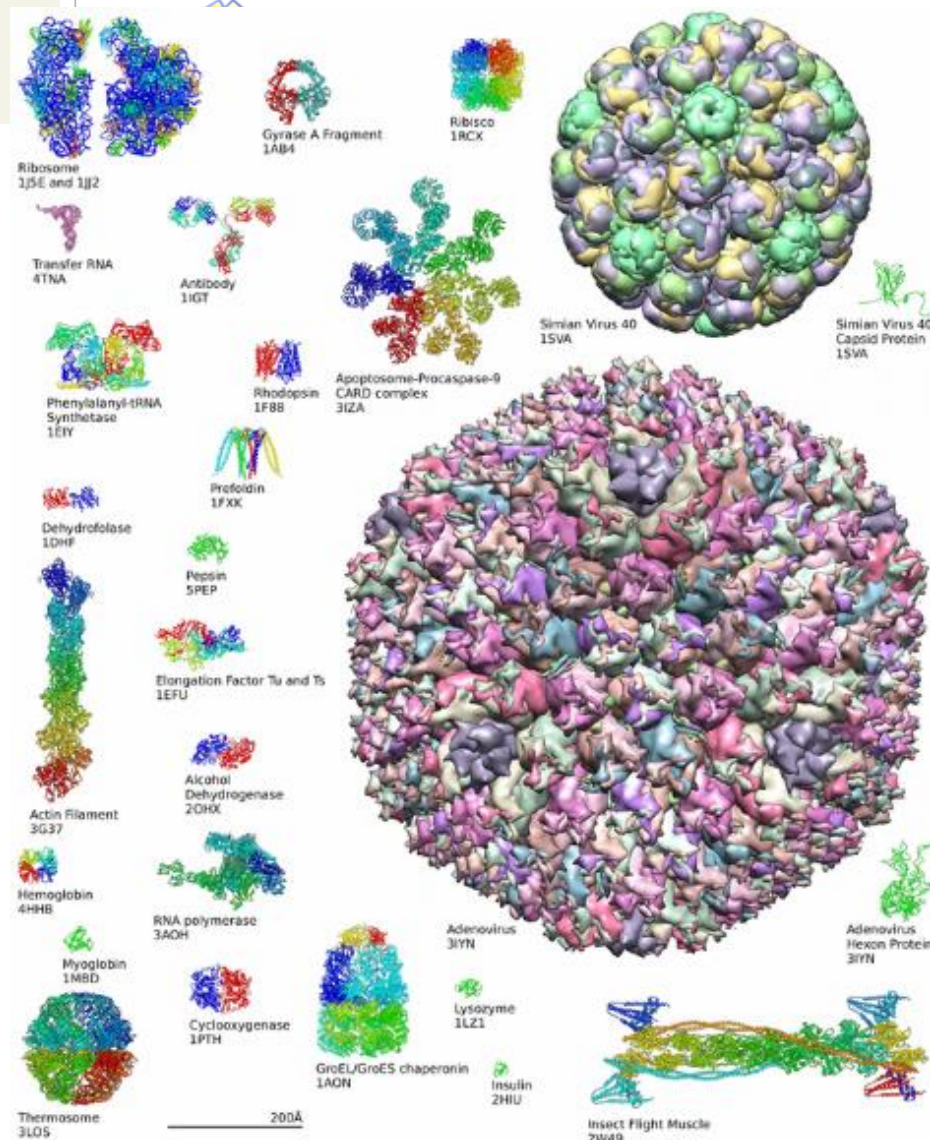 Ribosome
1J5E and 1JJ2
Gyrase A Fragment
1AB4
Ribisco
1RCX
Transfer RNA
4TNA
Antibody
1IGT
Apoptosome-Procaspase-9
CARD complex
3IZA
Simian Virus 40
1SVA
Simian Virus 40
Capsid Protein
1SVA
Phenylalanyl-tRNA
Synthetase
1EIY
Rhodopsin
1F88
Prefoldin
1FXK
Dehydrofolase
1DHF
Pepsin
5PEP
Elongation Factor Tu and Ts
1EFU
Actin Filament
3G37
Alcohol
Dehydrogenase
2OHX
Hemoglobin
4HHB
RNA polymerase
3AOH
Adenovirus
3IYN
Adenovirus
Hexon Protein
3IYN
Myoglobin
1MBD
Cyclooxygenase
1PTH
GroEL/GroES chaperonin
1AON
Lysozyme
1LZ1
Insulin
2HIU
Thermosome
3LOS
200Å
Insect Flight Muscle
2W49